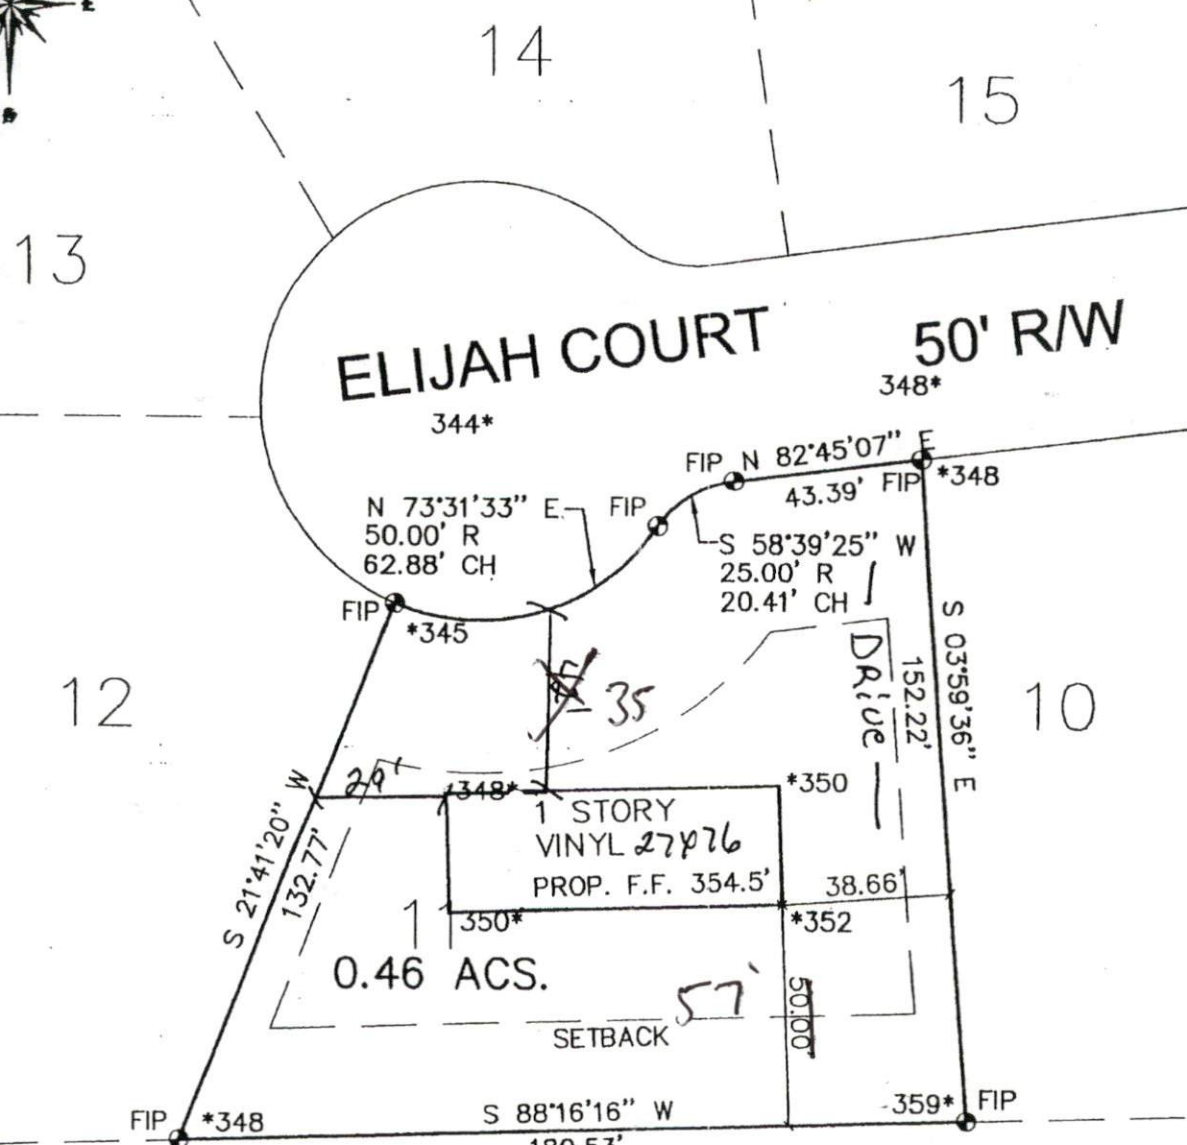 E
14
15
13
ELIJAH COURT
50' R/W
348*
344*
FIP N 82°45'07" E
43.39' FIP *348
N 73°31'33" E
50.00' R
62.88' CH
FIP
S 58°39'25" W
25.00' R
20.41' CH
FIP
*345
12
10
S 03°59'36" E
152.22'
DRive
35
29'
348*
*350
1 STORY
VINYL 27x76
PROP. F.F. 354.5'
38.66'
S 21°41'20" W
132.77'
11
350*
*352
0.46 ACS.
57'
50.00'
SETBACK
FIP *348
S 88°16'16" W
359* FIP